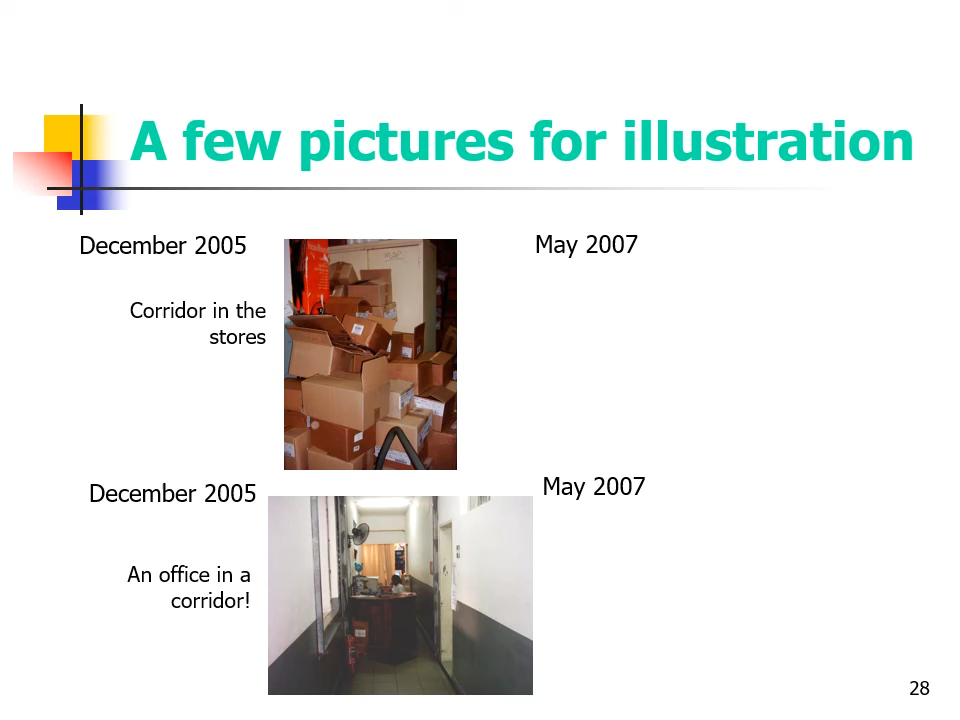 A few pictures for illustration
December 2005
May 2007
Corridor in the
stores
December 2005
May 2007
An office in a
corridor!
28